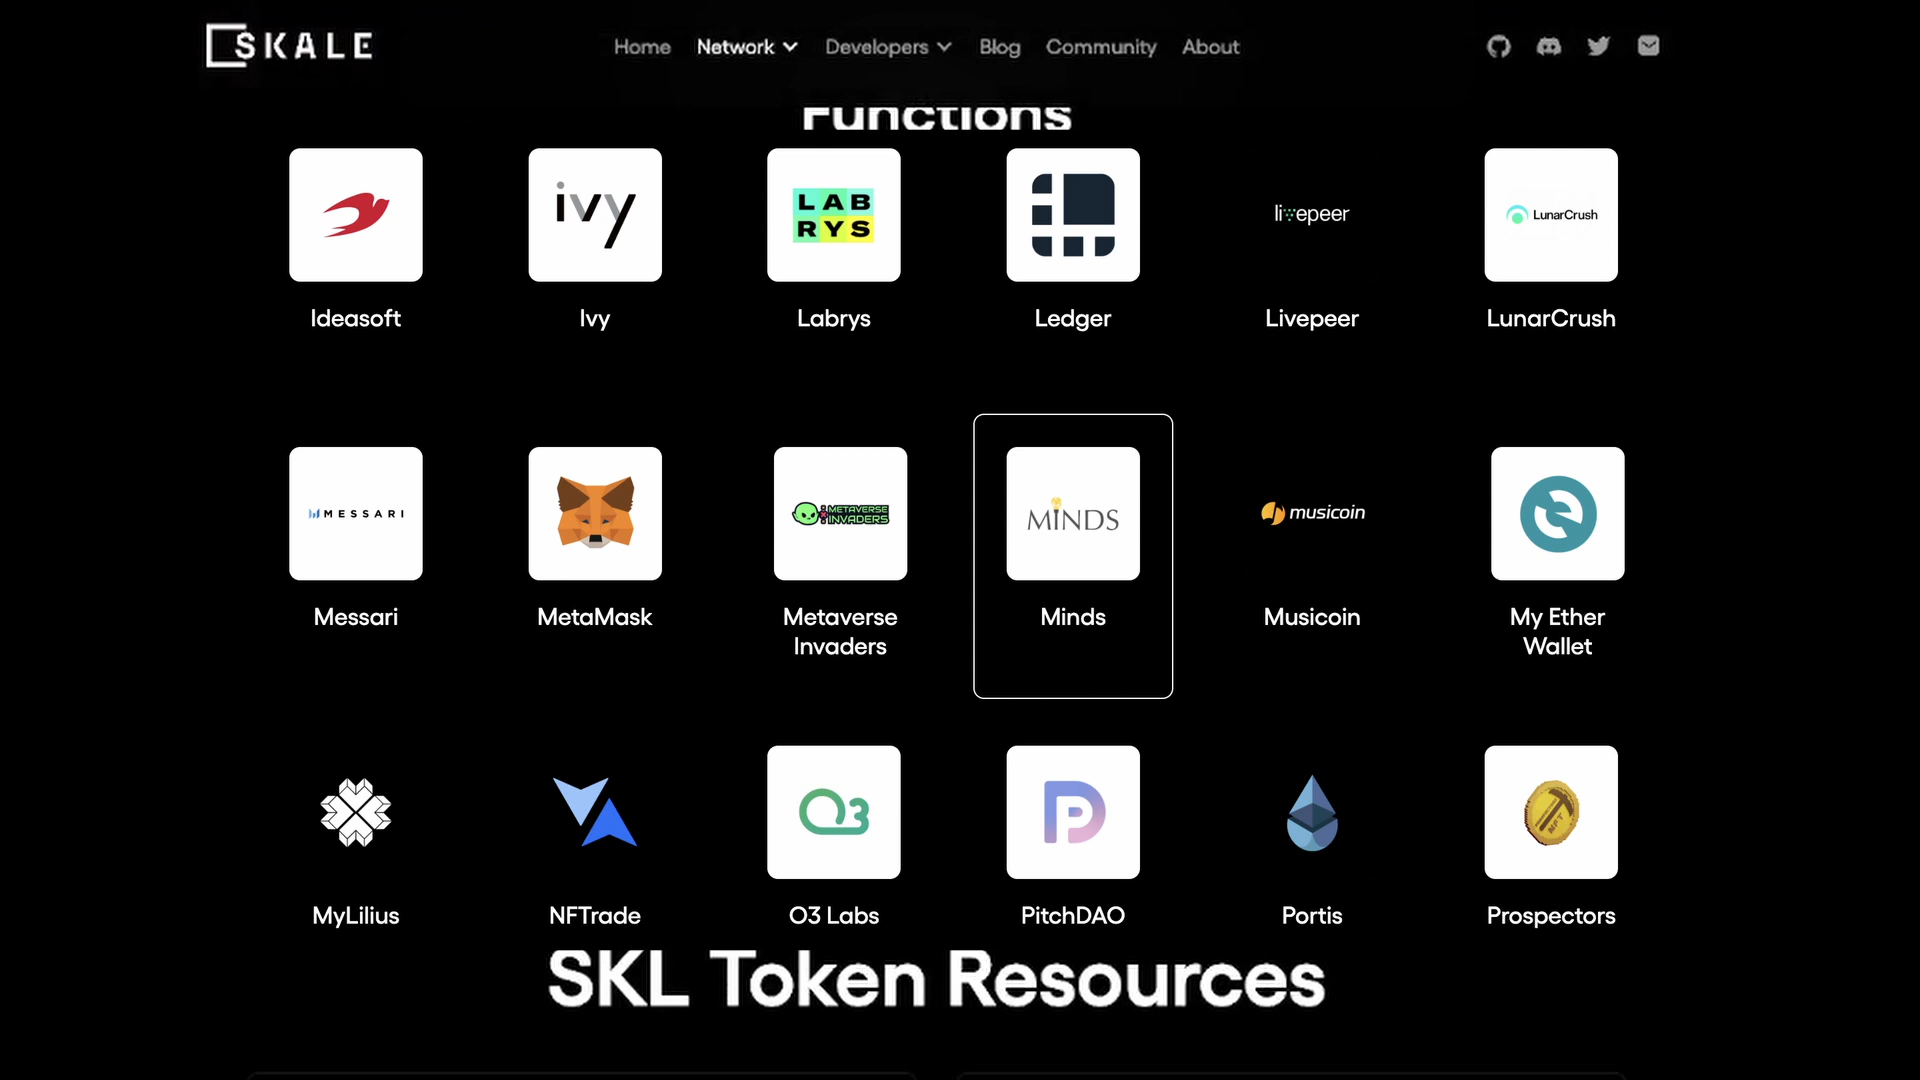 SKALE
Home Network Developers Blog Community About
Functions
ivy
LAB
RYS
livepeer
LunarCrush
Ideasoft Ivy Labrys Ledger Livepeer LunarCrush
MESSARI
METAVERSE
INVADERS
MINDS
musicoin
Messari MetaMask Metaverse Minds Musicoin My Ether
Invaders Wallet
O3
P
NFT
MyLilius NFTrade O3 Labs PitchDAO Portis Prospectors
SKL Token Resources